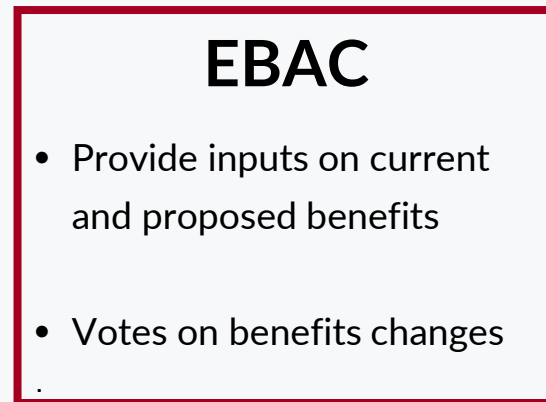 EBAC
• Provide inputs on current
and proposed benefits
• Votes on benefits changes
.